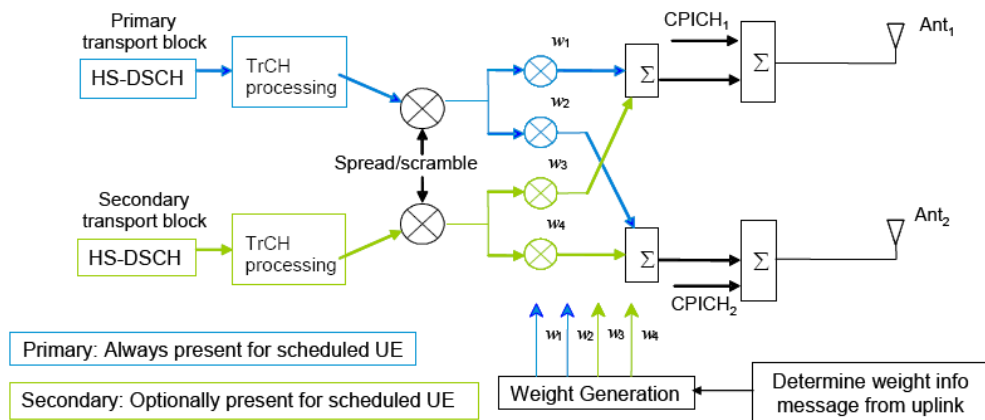 Primary
transport block
HS-DSCH
TrCH
processing
w1
w2
Σ
CPICH1
Σ
Ant1
Spread/scramble
Secondary
transport block
HS-DSCH
TrCH
processing
w3
w4
Σ
CPICH2
Σ
Ant2
w1 w2 w3 w4
Primary: Always present for scheduled UE
Secondary: Optionally present for scheduled UE
Weight Generation
Determine weight info
message from uplink